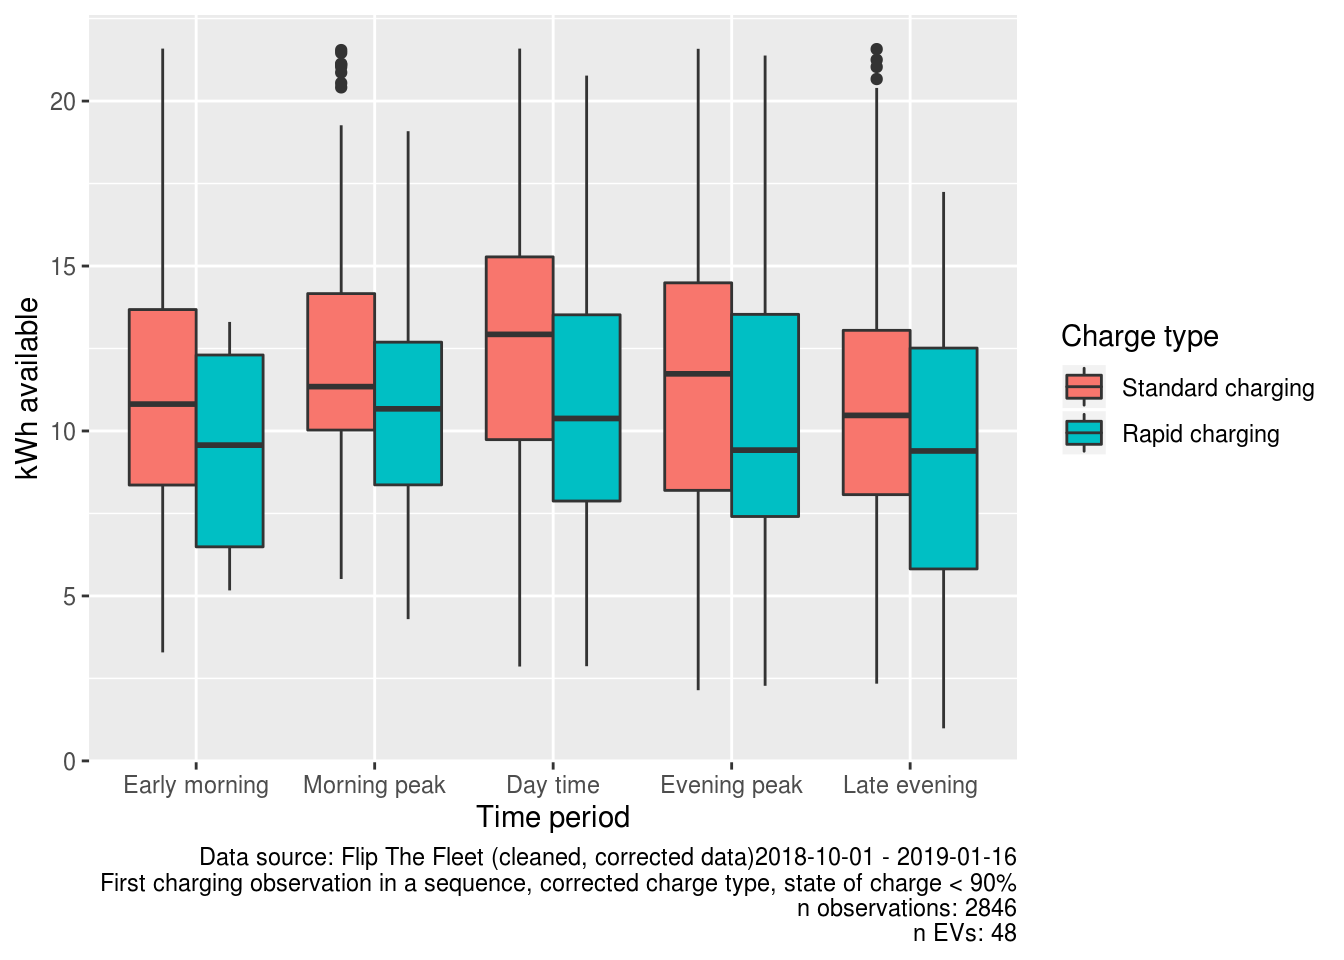 kWh available
20
15
10
5
0
Early morning
Morning peak
Day time
Evening peak
Late evening
Time period
Charge type
Standard charging
Rapid charging
Data source: Flip The Fleet (cleaned, corrected data)2018-10-01 - 2019-01-16
First charging observation in a sequence, corrected charge type, state of charge < 90%
n observations: 2846
n EVs: 48